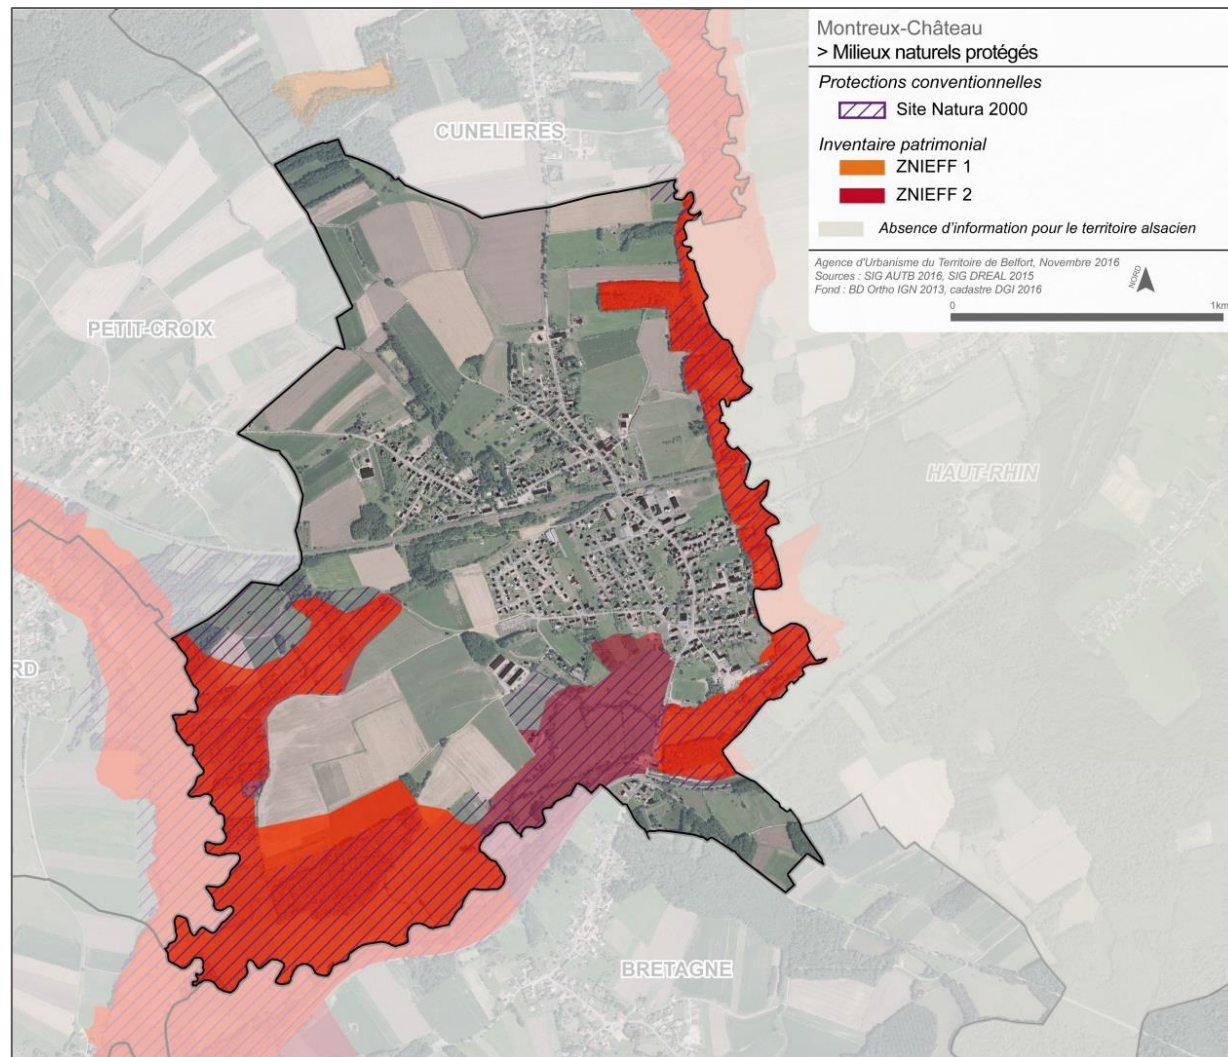 Montreux-Château
> Milieux naturels protégés
Protections conventionnelles
Site Natura 2000
Inventaire patrimonial
ZNIEFF 1
ZNIEFF 2
Absence d'information pour le territoire alsacien
Agence d'Urbanisme du Territoire de Belfort, Novembre 2016
Sources : SIG AUTB 2016, SIG DREAL 2015
Fond : BD Ortho IGN 2013, cadastre DGI 2016
NORD
0 1km
CUNELIERES
PETIT-CROIX
HAUT-RHIN
RD
BRETAGNE